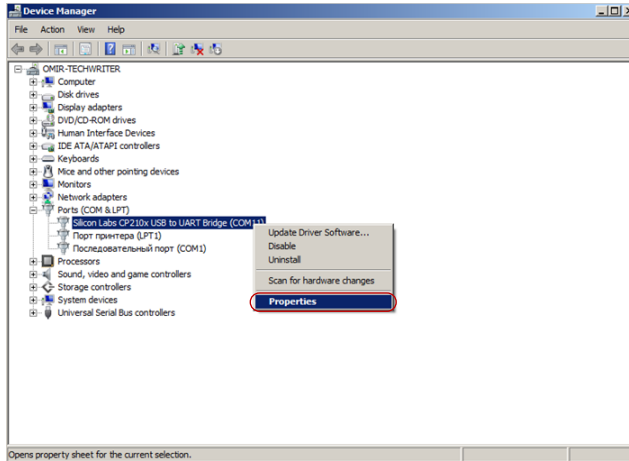 Device Manager
File Action View Help
OMIR-TECHWRITER
Computer
Disk drives
Display adapters
DVD/CD-ROM drives
Human Interface Devices
IDE ATA/ATAPI controllers
Keyboards
Mice and other pointing devices
Monitors
Network adapters
Ports (COM & LPT)
Silicon Labs CP210x USB to UART Bridge (COM11)
Порт принтера (LPT1)
Последовательный порт (COM1)
Processors
Sound, video and game controllers
Storage controllers
System devices
Universal Serial Bus controllers
Update Driver Software...
Disable
Uninstall
Scan for hardware changes
Properties
Opens property sheet for the current selection.